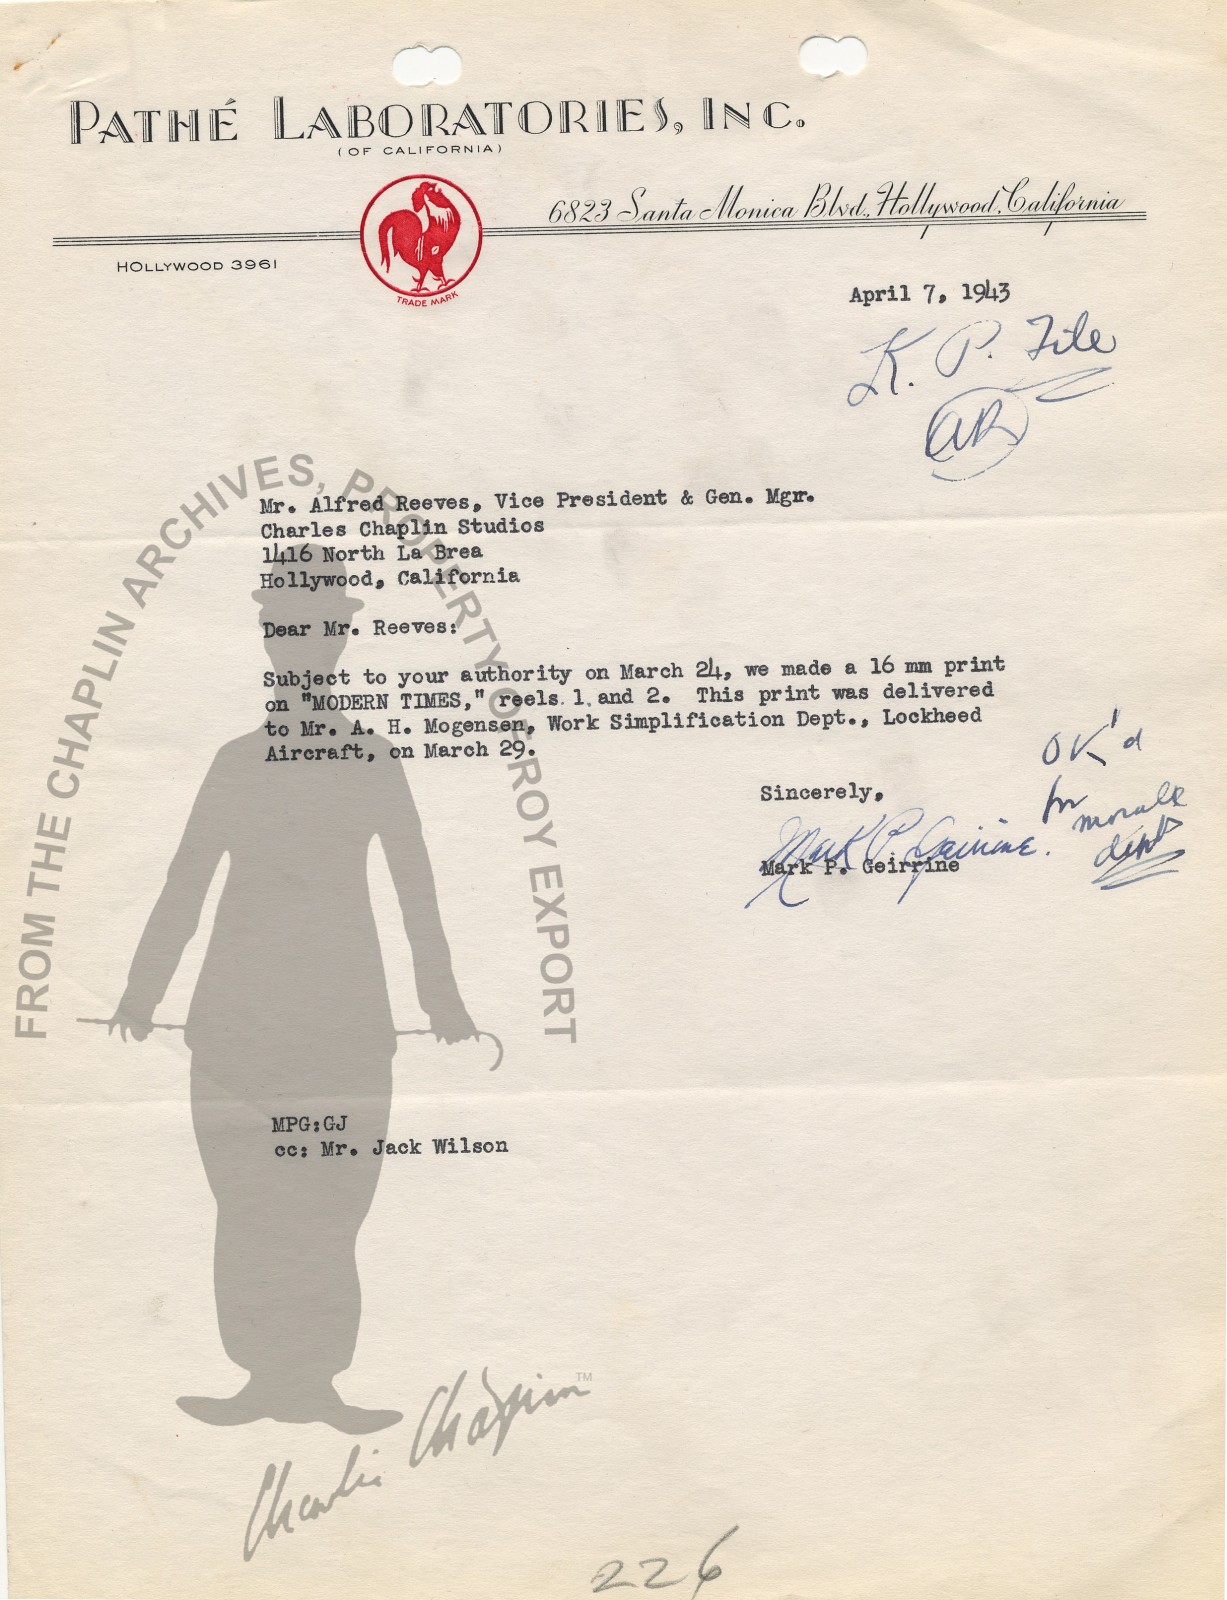 PATHÉ LABORATORIES, INC.
(OF CALIFORNIA)
6823 Santa Monica Blvd., Hollywood, California
HOLLYWOOD 3961
TRADE MARK
April 7, 1943
K. P. File
AR
Mr. Alfred Reeves, Vice President & Gen. Mgr.
Charles Chaplin Studios
1416 North La Brea
Hollywood, California
Dear Mr. Reeves:
Subject to your authority on March 24, we made a 16 mm print
on "MODERN TIMES," reels 1 and 2. This print was delivered
to Mr. A. H. Mogensen, Work Simplification Dept., Lockheed
Aircraft, on March 29.
OK'd
for
morale
dept
Sincerely,
Mark P. Geirrine.
Mark P. Geirrine
MPG:GJ
cc: Mr. Jack Wilson
FROM THE CHAPLIN ARCHIVES, PROPERTY OF ROY EXPORT
Charlie Chaplin TM
226